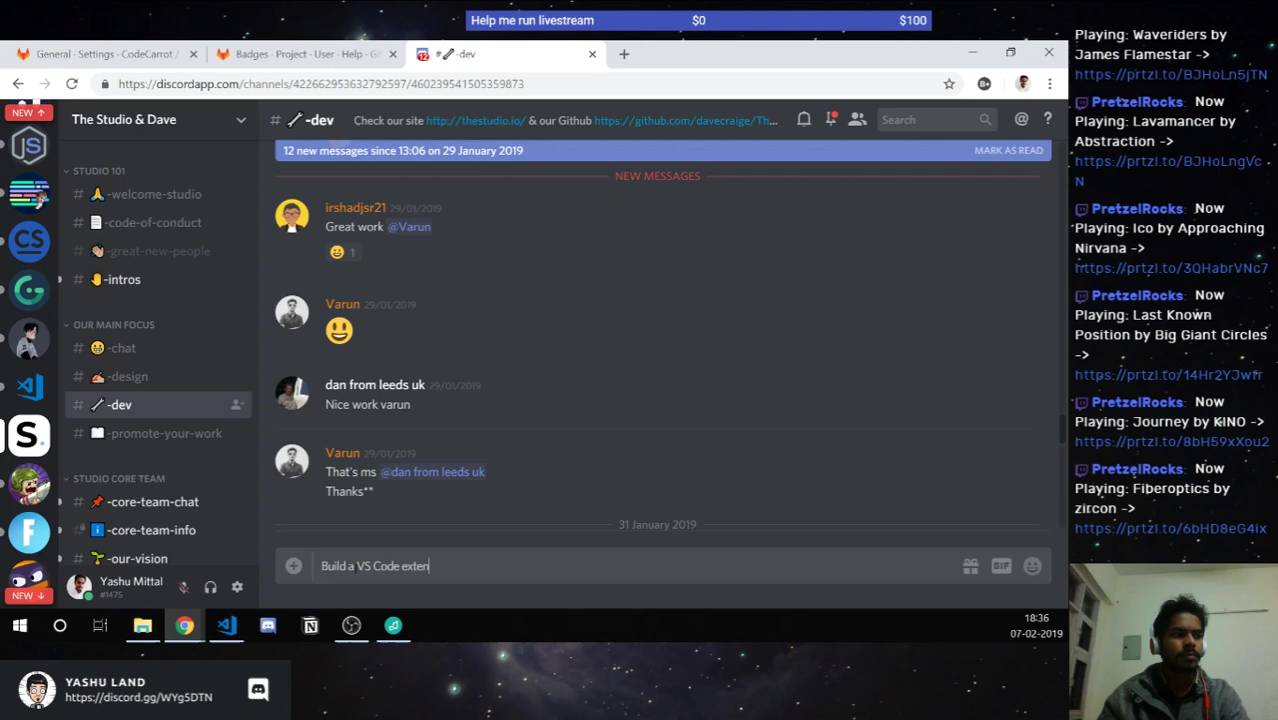 Help me run livestream $0 $100
General - Settings - CodeCarrot /
Badges - Project - User - Help - Gi
12
#-dev
https://discordapp.com/channels/422662953632792597/460239541505359873
NEW ↑
The Studio & Dave
# -dev Check our site http://thestudio.io/ & our Github https://github.com/davecraige/Th...
Search
12 new messages since 13:06 on 29 January 2019 MARK AS READ
NEW MESSAGES
STUDIO 101
# -welcome-studio
# -code-of-conduct
# -great-new-people
# -intros
OUR MAIN FOCUS
# -chat
# -design
# -dev
# -promote-your-work
STUDIO CORE TEAM
# -core-team-chat
-core-team-info
# -our-vision
CS
S.
F
NEW ↓
Yashu Mittal
#1475
irshadjsr21 29/01/2019
Great work @Varun
1
Varun 29/01/2019
dan from leeds uk 29/01/2019
Nice work varun
Varun 29/01/2019
That's ms @dan from leeds uk
Thanks**
31 January 2019
Build a VS Code exten
GIF
18:36
07-02-2019
YASHU LAND
https://discord.gg/WYg5DTN
Playing: Waveriders by
James Flamestar ->
https://prtzl.to/BJHoLn5jTN
PretzelRocks: Now
Playing: Lavamancer by
Abstraction ->
https://prtzl.to/BJHoLngVc
N
PretzelRocks: Now
Playing: Ico by Approaching
Nirvana ->
https://prtzl.to/3QHabrVNc7
PretzelRocks: Now
Playing: Last Known
Position by Big Giant Circles
->
https://prtzl.to/14Hr2YJwfr
PretzelRocks: Now
Playing: Journey by KINO ->
https://prtzl.to/8bH59xXou2
PretzelRocks: Now
Playing: Fiberoptics by
zircon ->
https://prtzl.to/6bHD8eG4ix